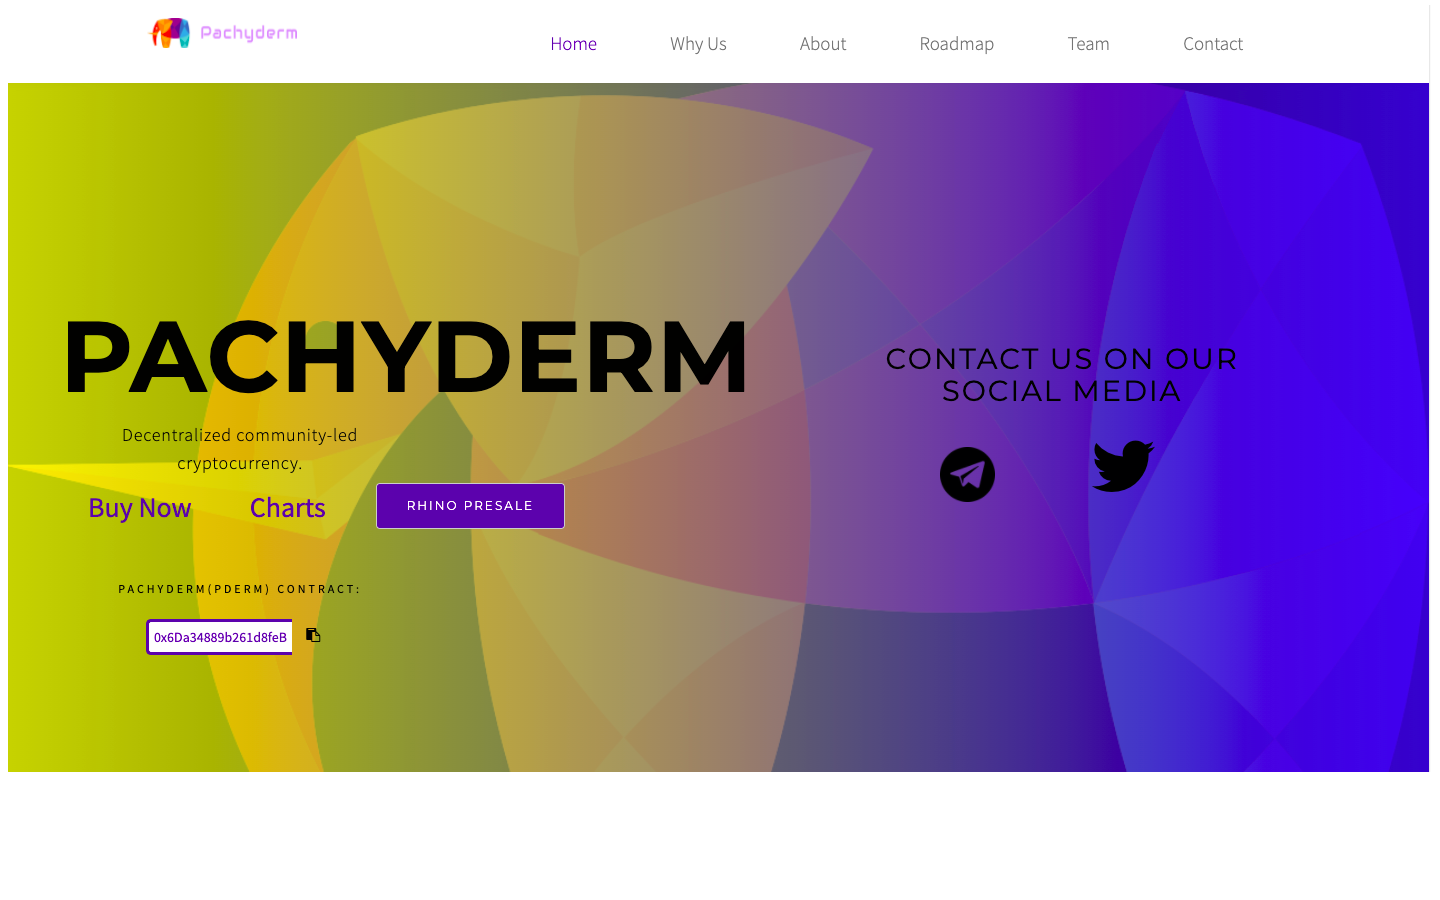 Pachyderm
Home Why Us About Roadmap Team Contact
PACHYDERM
Decentralized community-led
cryptocurrency.
Buy Now Charts RHINO PRESALE
PACHYDERM(PDERM) CONTRACT:
0x6Da34889b261d8feB
CONTACT US ON OUR
SOCIAL MEDIA